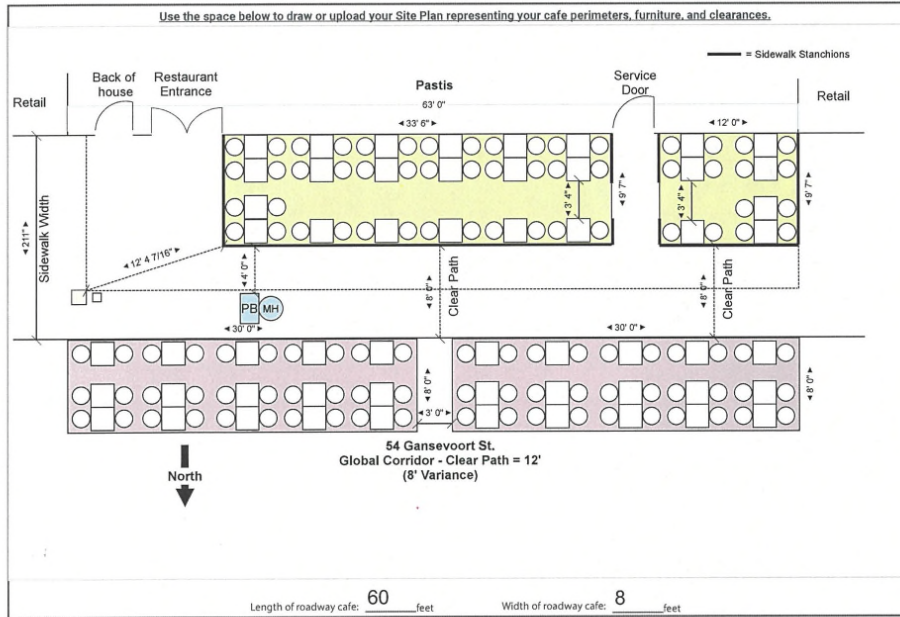 Use the space below to draw or upload your Site Plan representing your cafe perimeters, furniture, and clearances.
= Sidewalk Stanchions
Retail
Back of house
Restaurant Entrance
Pastis
Service Door
Retail
63' 0"
33' 6"
12' 0"
211"
Sidewalk Width
3' 4"
9' 7"
3' 4"
9' 7"
12' 4 7/16"
4' 0"
8' 0"
Clear Path
8' 0"
Clear Path
PB
MH
30' 0"
30' 0"
8' 0"
8' 0"
3' 0"
54 Gansevoort St.
Global Corridor - Clear Path = 12'
(8' Variance)
North
Length of roadway cafe: 60 feet
Width of roadway cafe: 8 feet